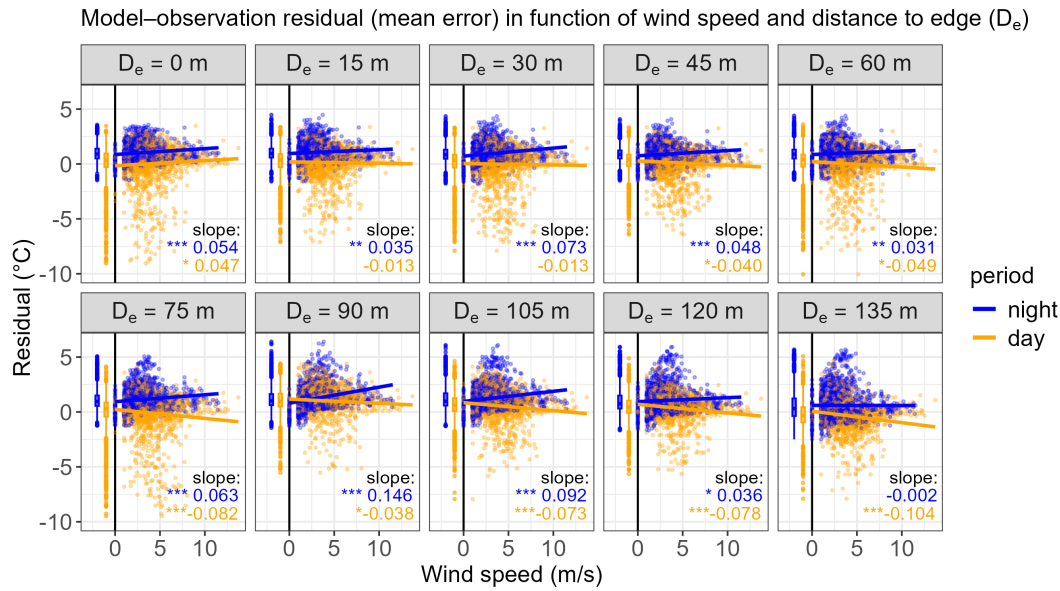 Model–observation residual (mean error) in function of wind speed and distance to edge (Dₑ)
Dₑ = 0 m
Dₑ = 15 m
Dₑ = 30 m
Dₑ = 45 m
Dₑ = 60 m
5
0
-5
-10
slope:
*** 0.054
* 0.047
slope:
** 0.035
-0.013
slope:
*** 0.073
-0.013
slope:
*** 0.048
*-0.040
slope:
** 0.031
**-0.049
Dₑ = 75 m
Dₑ = 90 m
Dₑ = 105 m
Dₑ = 120 m
Dₑ = 135 m
5
0
-5
-10
slope:
*** 0.063
***-0.082
slope:
*** 0.146
*-0.038
slope:
*** 0.092
***-0.073
slope:
* 0.036
***-0.078
slope:
-0.002
***-0.104
0 5 10
0 5 10
0 5 10
0 5 10
0 5 10
Wind speed (m/s)
Residual (°C)
period
night
day